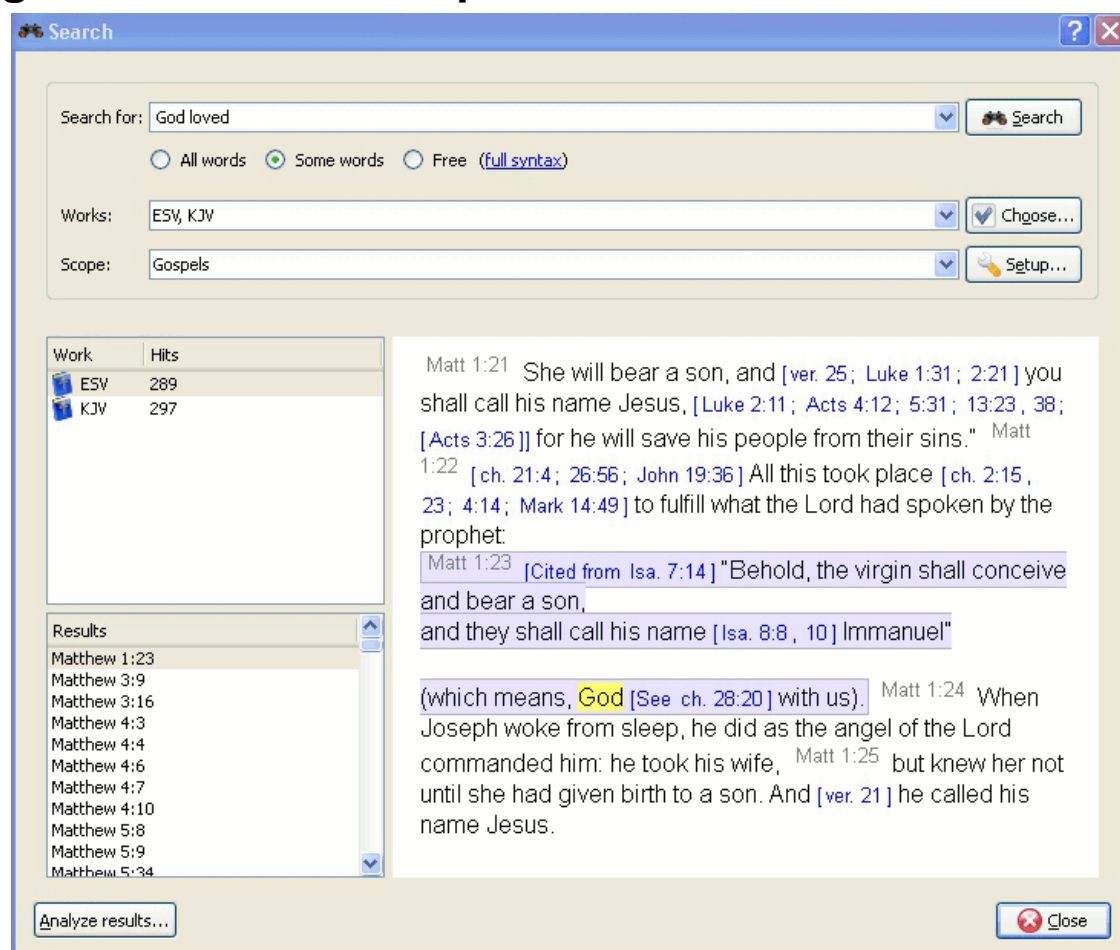 Search
Search for: God loved Search
All words Some words Free (full syntax)
Works: ESV, KJV Choose...
Scope: Gospels Setup...
Work Hits
ESV 289
KJV 297
Results
Matthew 1:23
Matthew 3:9
Matthew 3:16
Matthew 4:3
Matthew 4:4
Matthew 4:6
Matthew 4:7
Matthew 4:10
Matthew 5:8
Matthew 5:9
Matthew 5:34
Matt 1:21 She will bear a son, and [ver. 25; Luke 1:31; 2:21] you
shall call his name Jesus, [Luke 2:11; Acts 4:12; 5:31; 13:23, 38;
[Acts 3:26]] for he will save his people from their sins." Matt
1:22 [ch. 21:4; 26:56; John 19:36] All this took place [ch. 2:15,
23; 4:14; Mark 14:49] to fulfill what the Lord had spoken by the
prophet:
Matt 1:23 [Cited from Isa. 7:14] "Behold, the virgin shall conceive
and bear a son,
and they shall call his name [Isa. 8:8, 10] Immanuel"
(which means, God [See ch. 28:20] with us). Matt 1:24 When
Joseph woke from sleep, he did as the angel of the Lord
commanded him: he took his wife, Matt 1:25 but knew her not
until she had given birth to a son. And [ver. 21] he called his
name Jesus.
Analyze results... Close